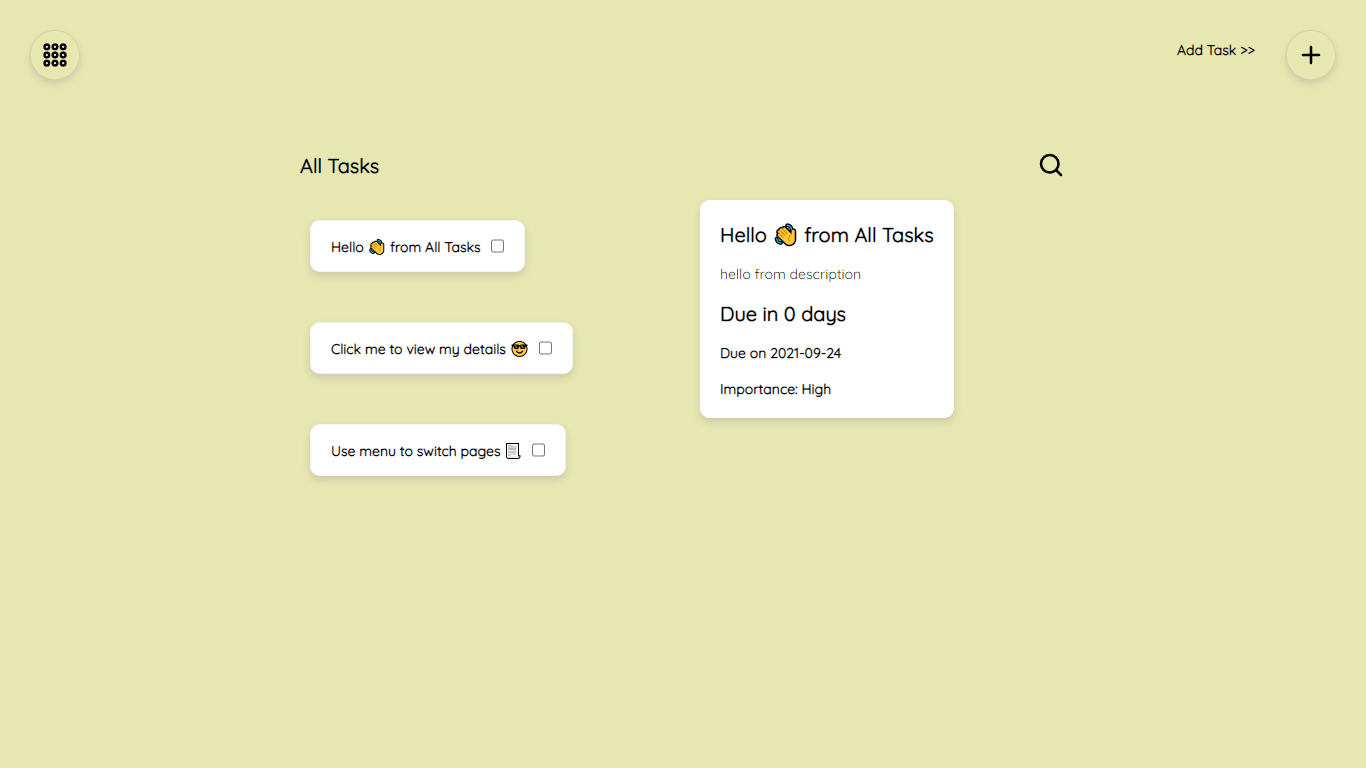 Add Task >>
All Tasks
Hello 👋 from All Tasks
Click me to view my details 😎
Use menu to switch pages 📃
Hello 👋 from All Tasks
hello from description
Due in 0 days
Due on 2021-09-24
Importance: High